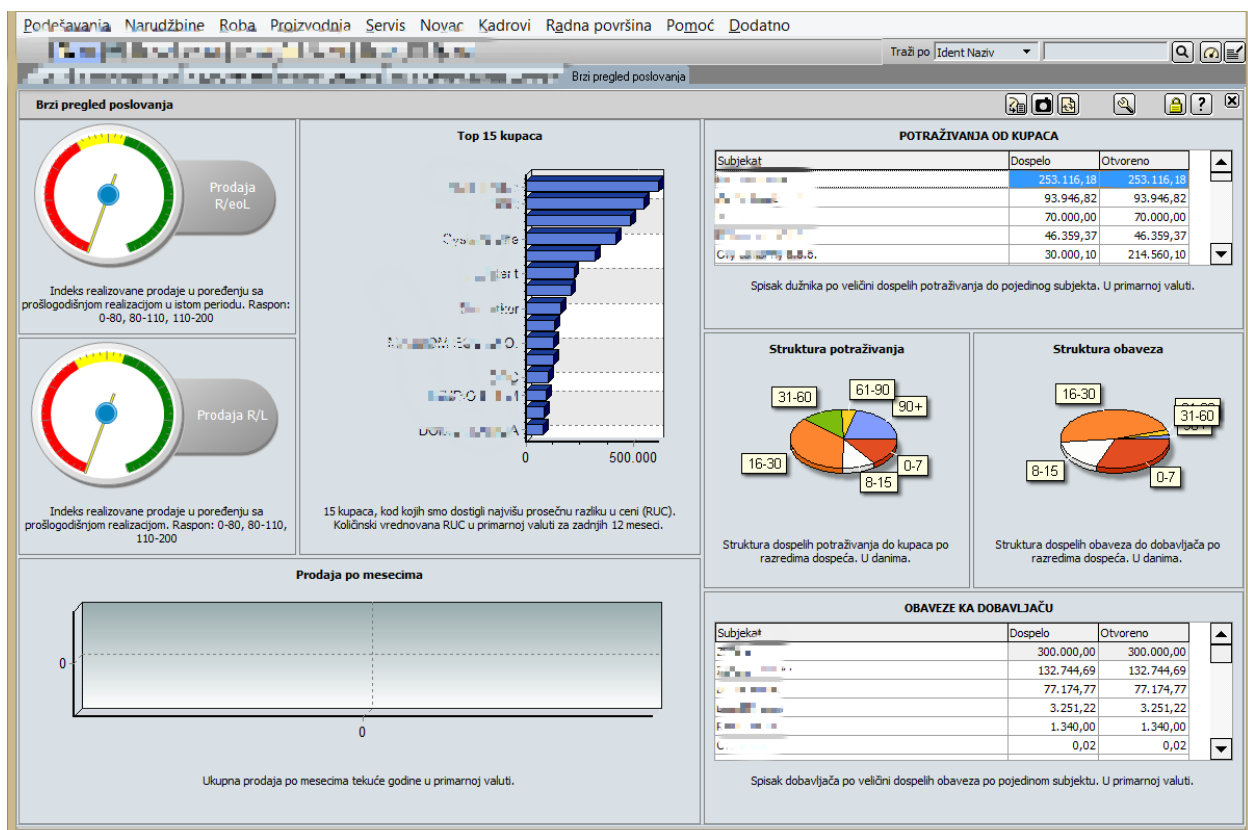 Podešavanja Narudžbine Roba Proizvodnja Servis Novac Kadrovi Radna površina Pomoć Dodatno
Traži po Ident Naziv
Brzi pregled poslovanja
Brzi pregled poslovanja
Prodaja
R/eoL
Indeks realizovane prodaje u poređenju sa
prošlogodišnjom realizacijom u istom periodu. Raspon:
0-80, 80-110, 110-200
Prodaja R/L
Indeks realizovane prodaje u poređenju sa
prošlogodišnjom realizacijom. Raspon: 0-80, 80-110,
110-200
Top 15 kupaca
0 500.000
15 kupaca, kod kojih smo dostigli najvišu prosečnu razliku u ceni (RUC).
Količinski vrednovana RUC u primarnoj valuti za zadnjih 12 meseci.
POTRAŽIVANJA OD KUPACA
Subjekat Dospelo Otvoreno
253.116,18 253.116,18
93.946,82 93.946,82
70.000,00 70.000,00
46.359,37 46.359,37
30.000,10 214.560,10
Spisak dužnika po veličini dospelih potraživanja do pojedinog subjekta. U primarnoj valuti.
Struktura potraživanja
31-60
61-90
90+
16-30
0-7
8-15
Struktura dospelih potraživanja do kupaca po
razredima dospeća. U danima.
Struktura obaveza
16-30
31-60
8-15
0-7
Struktura dospelih obaveza do dobavljača po
razredima dospeća. U danima.
Prodaja po mesecima
0
0
Ukupna prodaja po mesecima tekuće godine u primarnoj valuti.
OBAVEZE KA DOBAVLJAČU
Subjekat Dospelo Otvoreno
300.000,00 300.000,00
132.744,69 132.744,69
77.174,77 77.174,77
3.251,22 3.251,22
1.340,00 1.340,00
0,02 0,02
Spisak dobavljača po veličini dospelih obaveza po pojedinom subjektu. U primarnoj valuti.